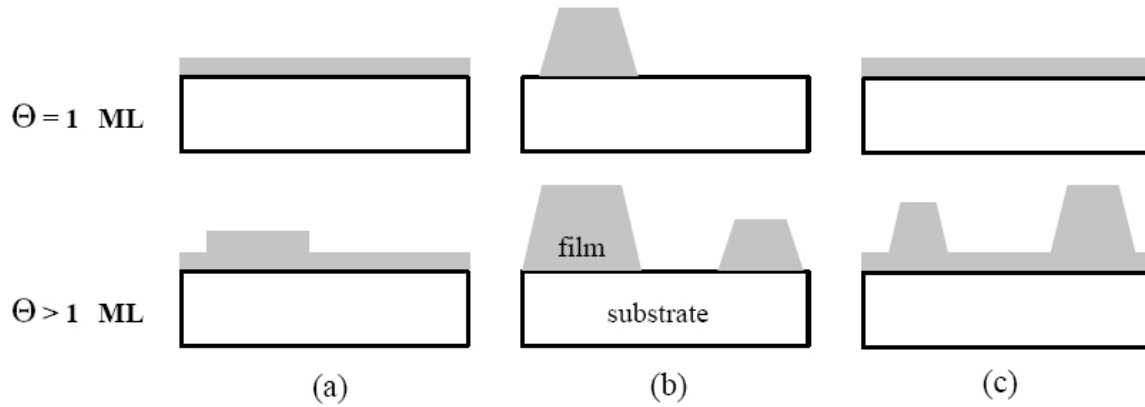 Θ = 1 ML
film
Θ > 1 ML
substrate
(a) (b) (c)